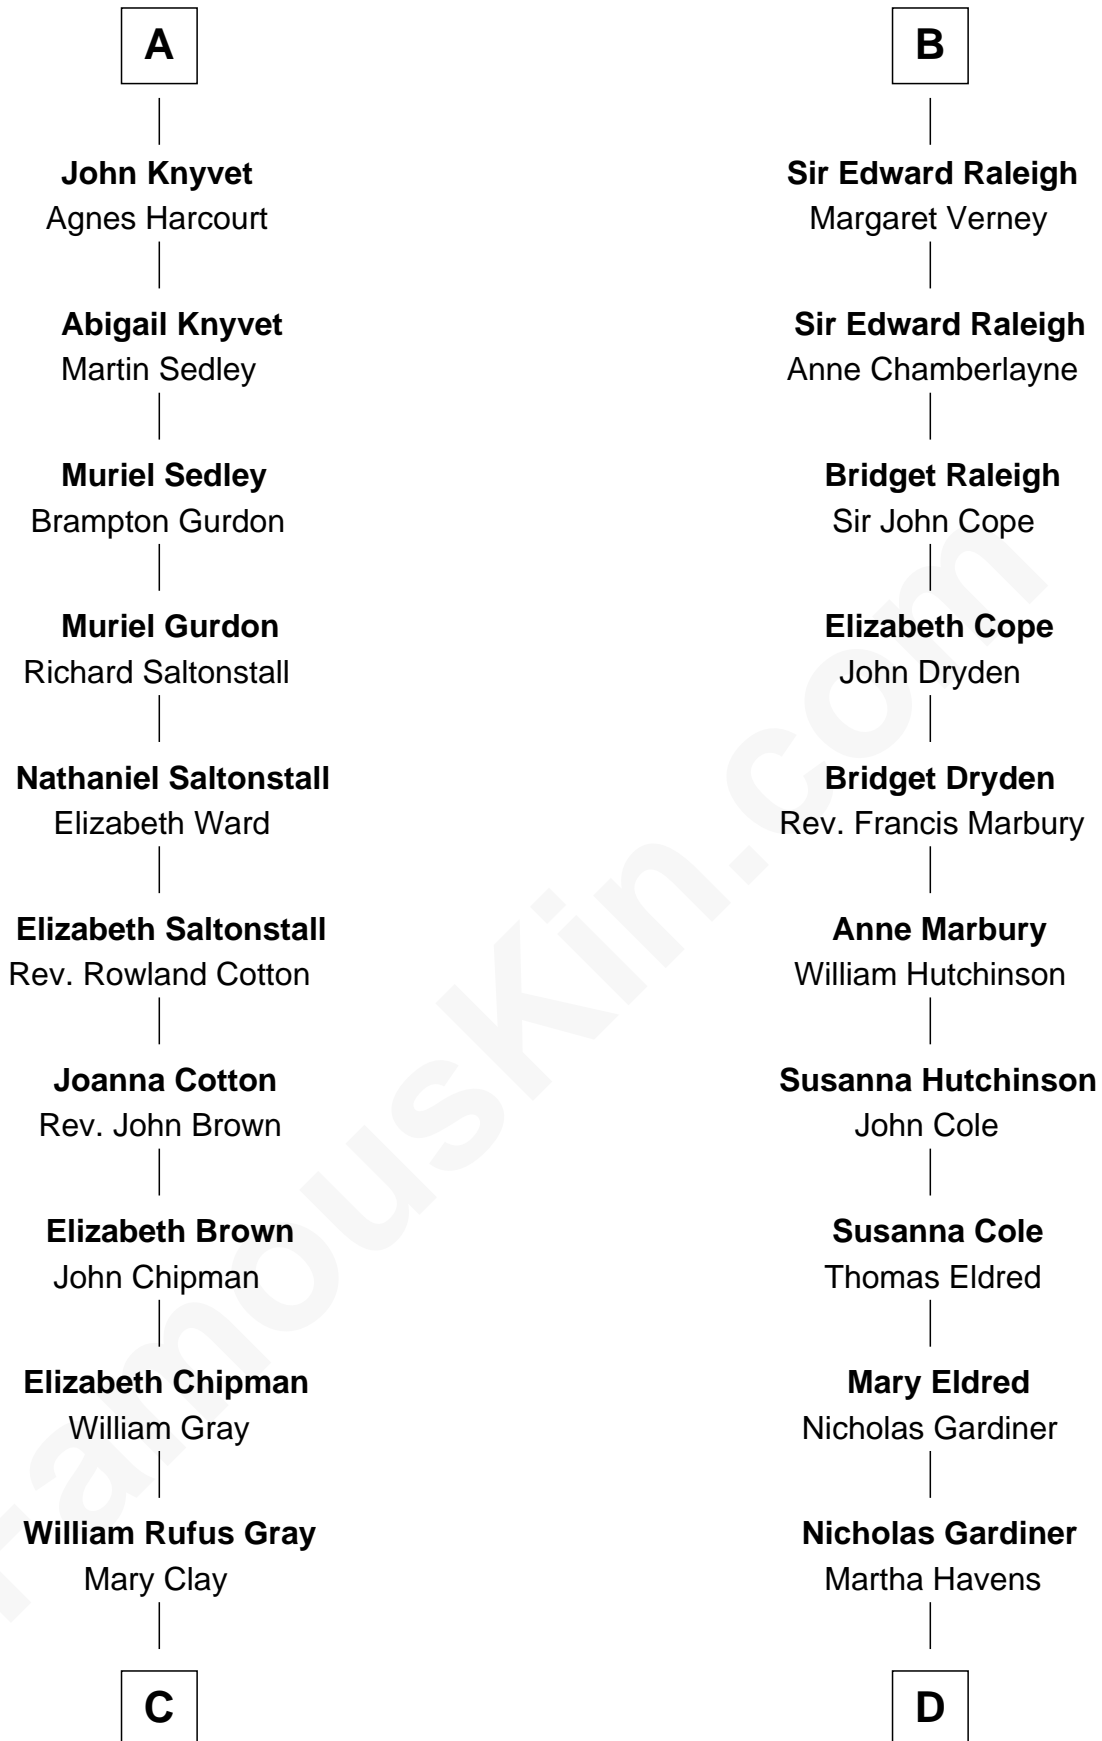 A
John Knyvet
Agnes Harcourt
Abigail Knyvet
Martin Sedley
Muriel Sedley
Brampton Gurdon
Muriel Gurdon
Richard Saltonstall
Nathaniel Saltonstall
Elizabeth Ward
Elizabeth Saltonstall
Rev. Rowland Cotton
Joanna Cotton
Rev. John Brown
Elizabeth Brown
John Chipman
Elizabeth Chipman
William Gray
William Rufus Gray
Mary Clay
C
B
Sir Edward Raleigh
Margaret Verney
Sir Edward Raleigh
Anne Chamberlayne
Bridget Raleigh
Sir John Cope
Elizabeth Cope
John Dryden
Bridget Dryden
Rev. Francis Marbury
Anne Marbury
William Hutchinson
Susanna Hutchinson
John Cole
Susanna Cole
Thomas Eldred
Mary Eldred
Nicholas Gardiner
Nicholas Gardiner
Martha Havens
D
FamousKin.com